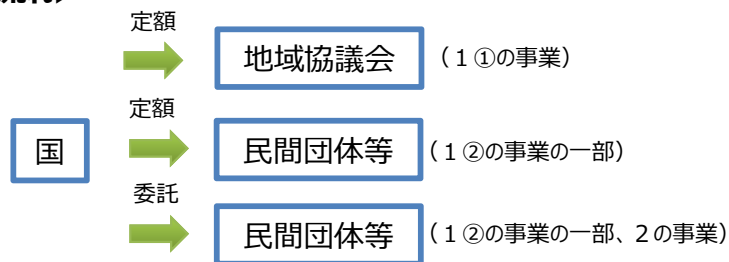 定額
地域協議会 （１①の事業）
定額
国 民間団体等 （１②の事業の一部）
委託
民間団体等 （１②の事業の一部、２の事業）